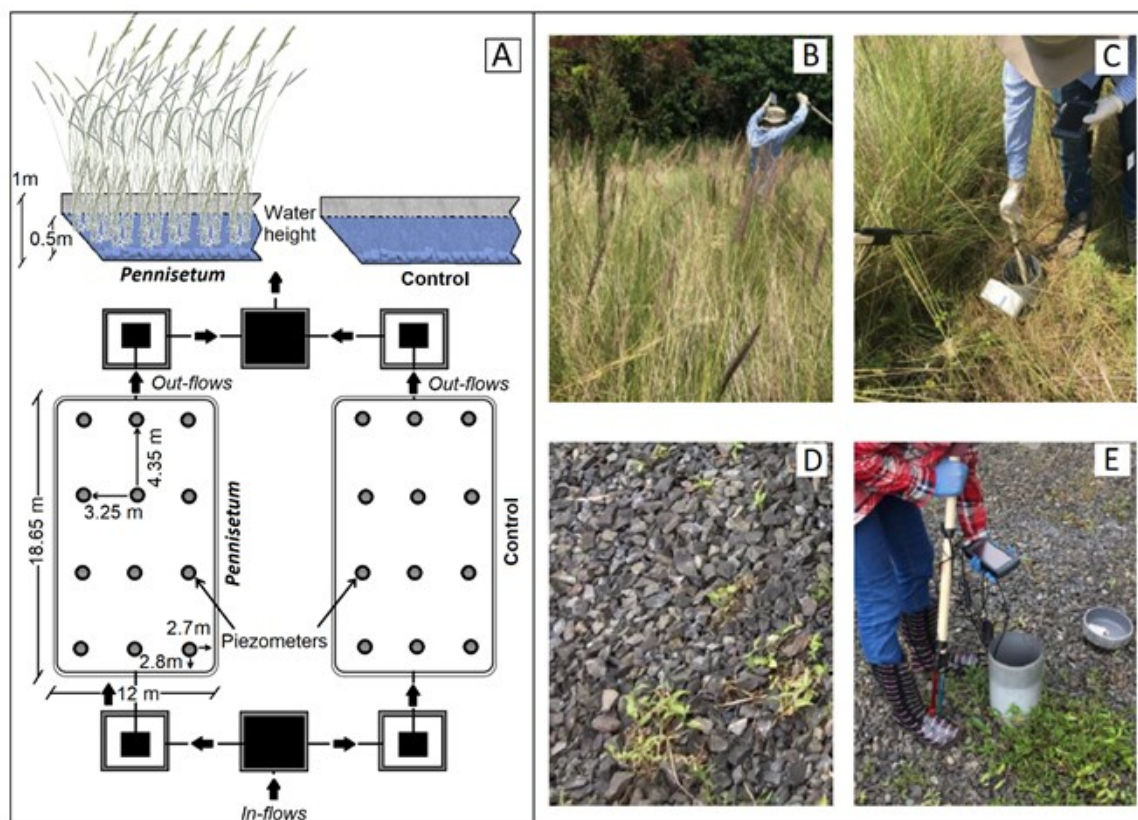 A
1m
0.5m
Water
height
Pennisetum
Control
Out-flows
Out-flows
4.35 m
3.25 m
18.65 m
Pennisetum
Control
Piezometers
2.7m
2.8m
12 m
In-flows
B
C
D
E